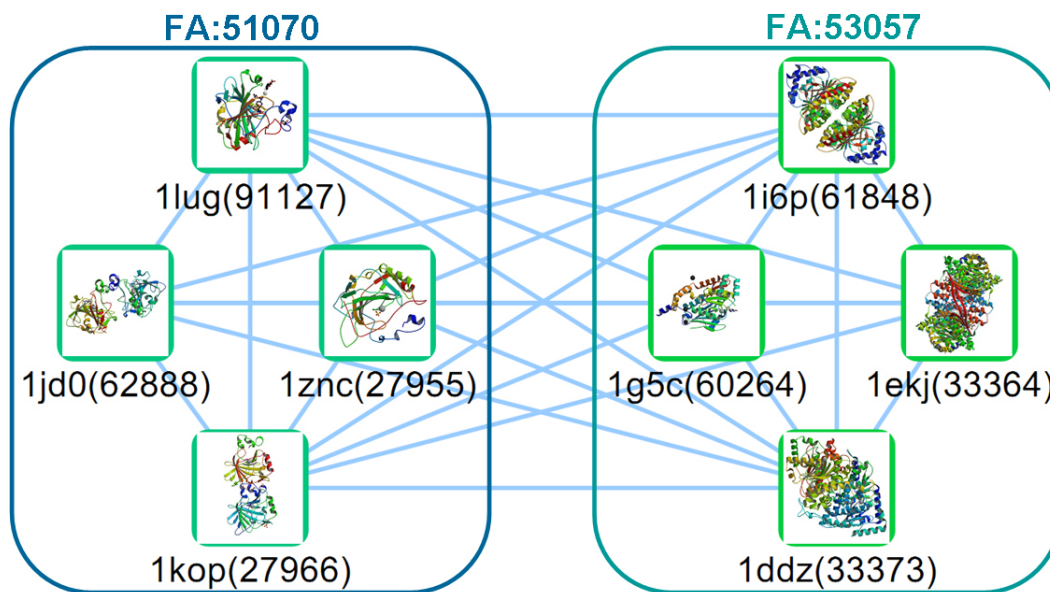 FA:51070
FA:53057
1lug(91127)
1i6p(61848)
1jd0(62888)
1znc(27955)
1g5c(60264)
1ekj(33364)
1kop(27966)
1ddz(33373)